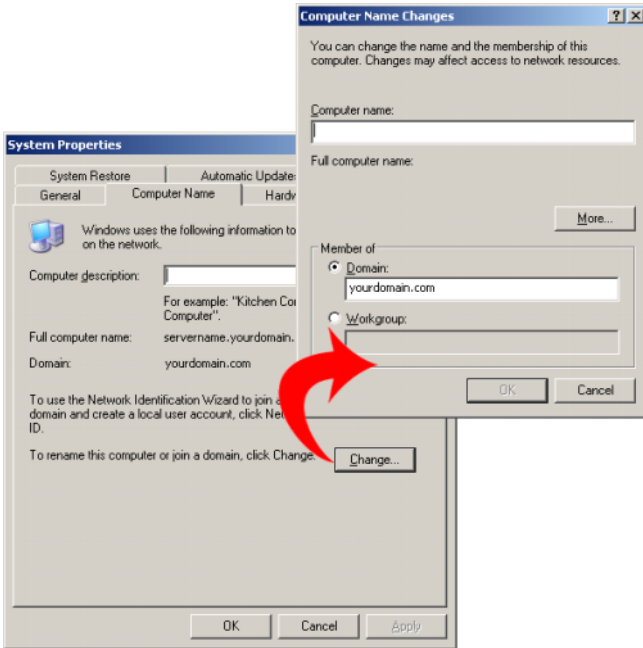 Computer Name Changes
You can change the name and the membership of this
computer. Changes may affect access to network resources.
Computer name:
Full computer name:
More...
Member of
Domain:
yourdomain.com
Workgroup:
OK
Cancel
System Properties
System Restore
Automatic Update
General
Computer Name
Hardw
Windows uses the following information to
on the network.
Computer description:
For example: "Kitchen Co
Computer".
Full computer name:
servername.yourdomain.
Domain:
yourdomain.com
To use the Network Identification Wizard to join a
domain and create a local user account, click Ne
ID.
To rename this computer or join a domain, click Change.
Change...
OK
Cancel
Apply